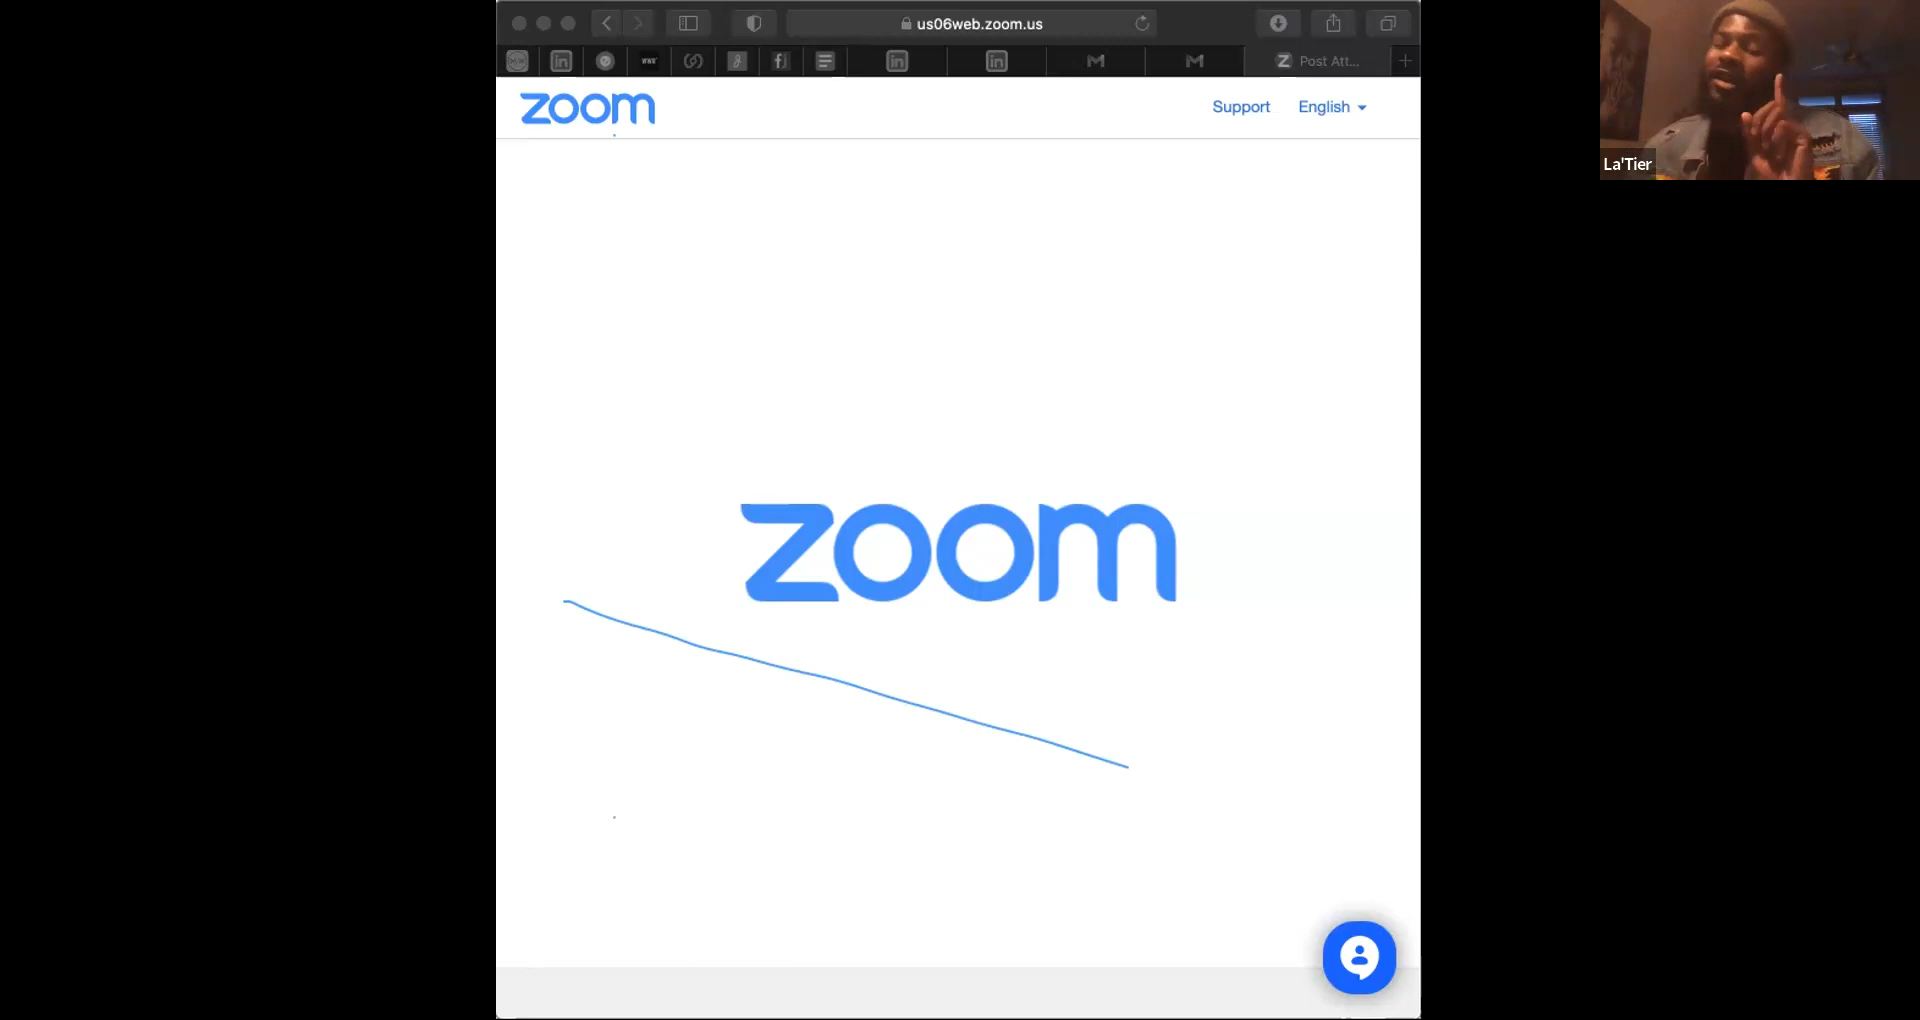 us06web.zoom.us
Post Att...
zoom
Support
English
La'Tier
zoom